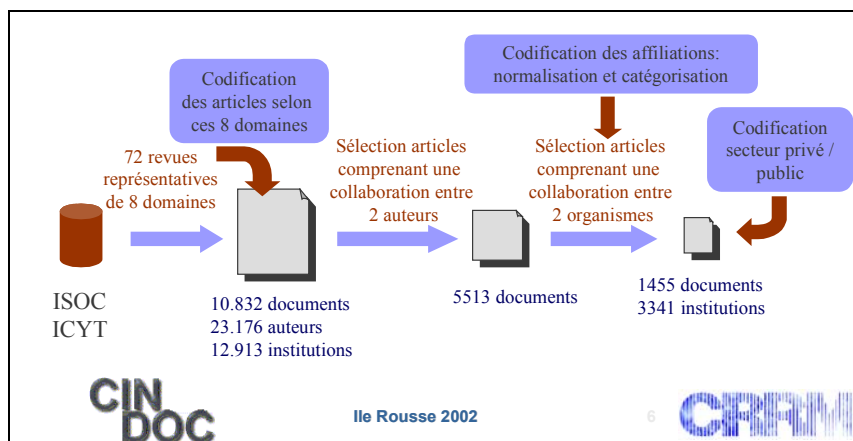 Codification
des articles selon
ces 8 domaines
Codification des affiliations:
normalisation et catégorisation
Codification
secteur privé /
public
72 revues
représentatives
de 8 domaines
Sélection articles
comprenant une
collaboration entre
2 auteurs
Sélection articles
comprenant une
collaboration entre
2 organismes
ISOC
ICYT
10.832 documents
23.176 auteurs
12.913 institutions
5513 documents
1455 documents
3341 institutions
CIN
DOC
Ile Rousse 2002
6
CRRM